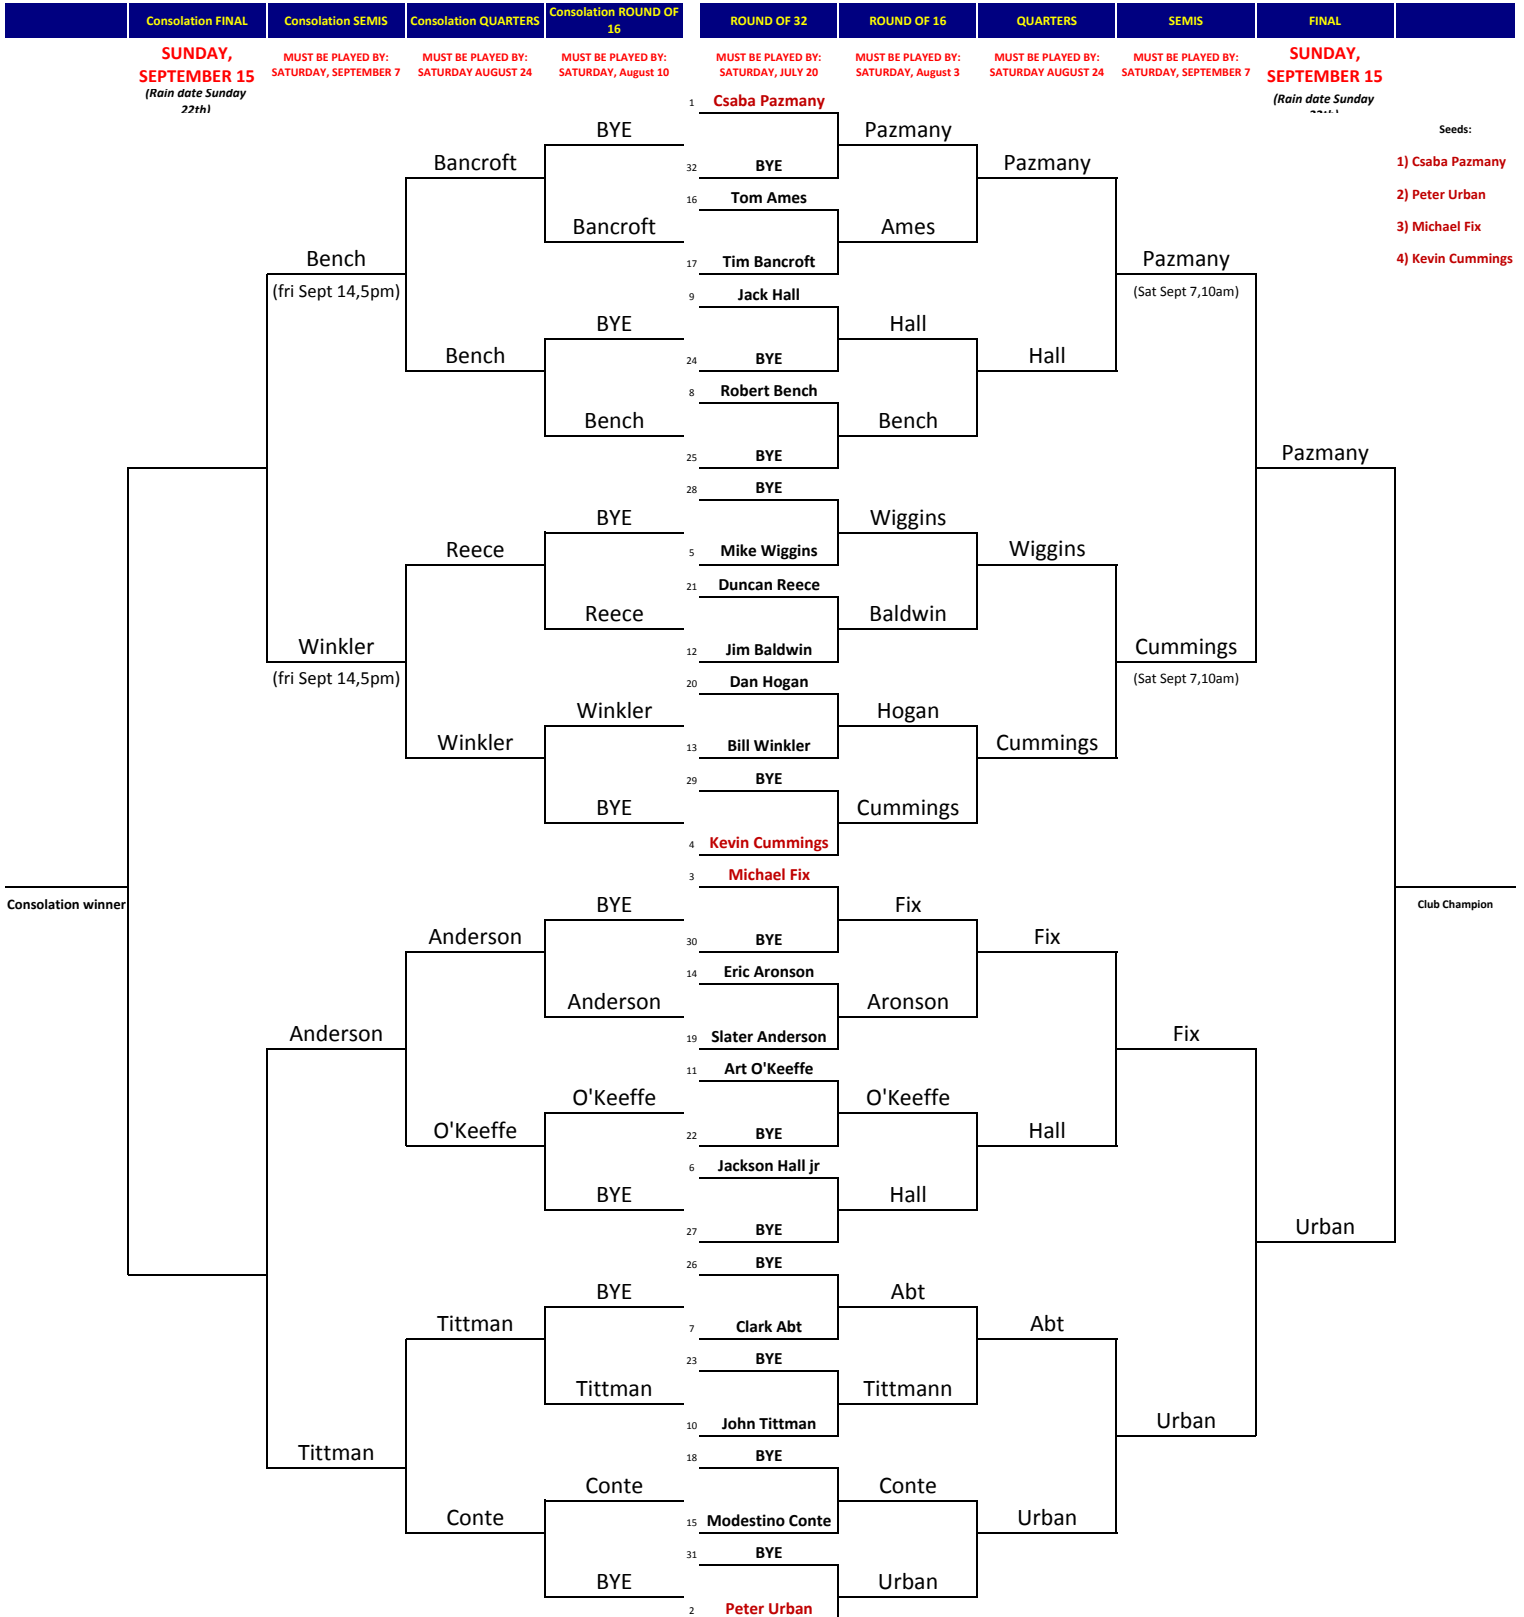 Consolation FINAL
Consolation SEMIS
Consolation QUARTERS
Consolation ROUND OF
16
ROUND OF 32
ROUND OF 16
QUARTERS
SEMIS
FINAL
SUNDAY,
SEPTEMBER 15
(Rain date Sunday
22th)
MUST BE PLAYED BY:
SATURDAY, SEPTEMBER 7
MUST BE PLAYED BY:
SATURDAY AUGUST 24
MUST BE PLAYED BY:
SATURDAY, August 10
MUST BE PLAYED BY:
SATURDAY, JULY 20
MUST BE PLAYED BY:
SATURDAY, August 3
MUST BE PLAYED BY:
SATURDAY AUGUST 24
MUST BE PLAYED BY:
SATURDAY, SEPTEMBER 7
SUNDAY,
SEPTEMBER 15
(Rain date Sunday
Seeds:
1) Csaba Pazmany
2) Peter Urban
3) Michael Fix
4) Kevin Cummings
Bench
(fri Sept 14,5pm)
Winkler
(fri Sept 14,5pm)
Consolation winner
Anderson
Tittman
Bancroft
Bench
Reece
Winkler
Anderson
O'Keeffe
Tittman
Conte
BYE
Bancroft
BYE
Bench
BYE
Reece
Winkler
BYE
BYE
Anderson
O'Keeffe
BYE
BYE
Tittman
Conte
BYE
1 Csaba Pazmany
32 BYE
16 Tom Ames
17 Tim Bancroft
9 Jack Hall
24 BYE
8 Robert Bench
25 BYE
28 BYE
5 Mike Wiggins
21 Duncan Reece
12 Jim Baldwin
20 Dan Hogan
13 Bill Winkler
29 BYE
4 Kevin Cummings
3 Michael Fix
30 BYE
14 Eric Aronson
19 Slater Anderson
11 Art O'Keeffe
22 BYE
6 Jackson Hall jr
27 BYE
26 BYE
7 Clark Abt
23 BYE
10 John Tittman
18 BYE
15 Modestino Conte
31 BYE
2 Peter Urban
Pazmany
Ames
Hall
Bench
Wiggins
Baldwin
Hogan
Cummings
Fix
Aronson
O'Keeffe
Hall
Abt
Tittmann
Conte
Urban
Pazmany
Hall
Wiggins
Cummings
Fix
Hall
Abt
Urban
Pazmany
(Sat Sept 7,10am)
Cummings
(Sat Sept 7,10am)
Fix
Urban
Pazmany
Urban
Club Champion